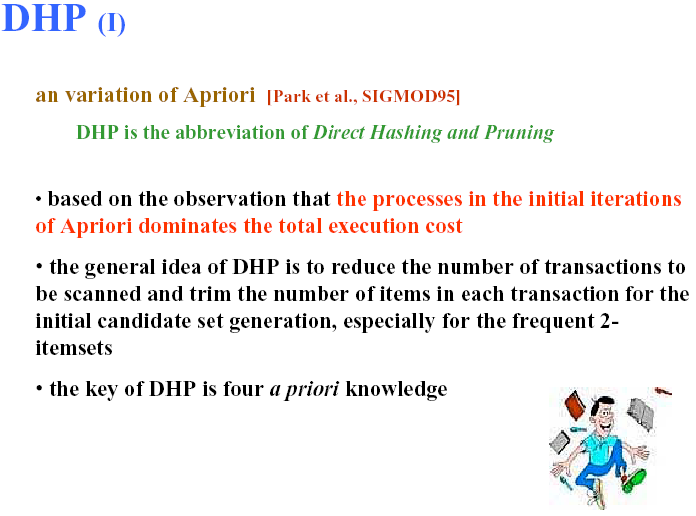 DHP (I)
an variation of Apriori [Park et al., SIGMOD95]
DHP is the abbreviation of Direct Hashing and Pruning
• based on the observation that the processes in the initial iterations
of Apriori dominates the total execution cost
• the general idea of DHP is to reduce the number of transactions to
be scanned and trim the number of items in each transaction for the
initial candidate set generation, especially for the frequent 2-
itemsets
• the key of DHP is four a priori knowledge